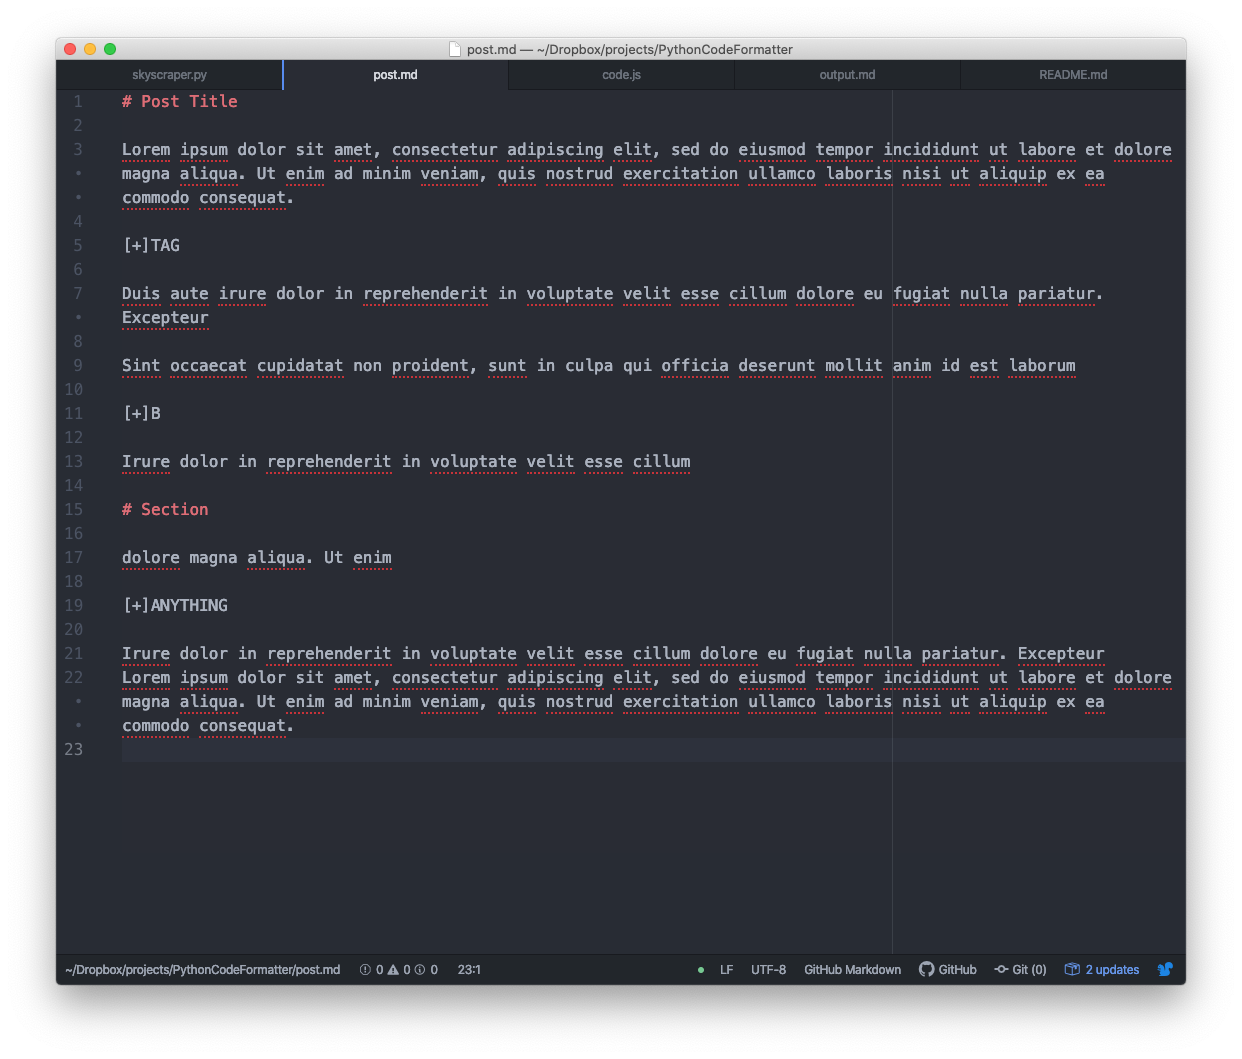 post.md — ~/Dropbox/projects/PythonCodeFormatter
skyscraper.py post.md code.js output.md README.md
1 # Post Title
2
3 Lorem ipsum dolor sit amet, consectetur adipiscing elit, sed do eiusmod tempor incididunt ut labore et dolore
• magna aliqua. Ut enim ad minim veniam, quis nostrud exercitation ullamco laboris nisi ut aliquip ex ea
• commodo consequat.
4
5 [+]TAG
6
7 Duis aute irure dolor in reprehenderit in voluptate velit esse cillum dolore eu fugiat nulla pariatur.
• Excepteur
8
9 Sint occaecat cupidatat non proident, sunt in culpa qui officia deserunt mollit anim id est laborum
10
11 [+]B
12
13 Irure dolor in reprehenderit in voluptate velit esse cillum
14
15 # Section
16
17 dolore magna aliqua. Ut enim
18
19 [+]ANYTHING
20
21 Irure dolor in reprehenderit in voluptate velit esse cillum dolore eu fugiat nulla pariatur. Excepteur
22 Lorem ipsum dolor sit amet, consectetur adipiscing elit, sed do eiusmod tempor incididunt ut labore et dolore
• magna aliqua. Ut enim ad minim veniam, quis nostrud exercitation ullamco laboris nisi ut aliquip ex ea
• commodo consequat.
23
~/Dropbox/projects/PythonCodeFormatter/post.md 0 0 0 23:1 LF UTF-8 GitHub Markdown GitHub Git (0) 2 updates